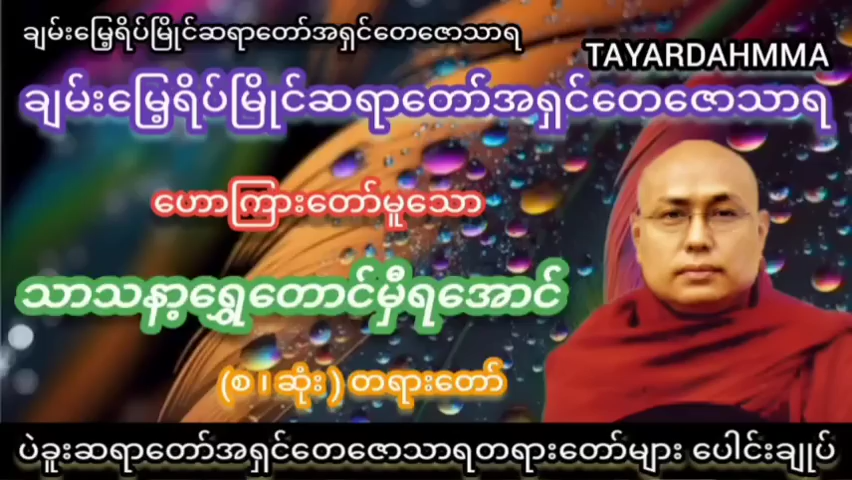 ချမ်းမြေ့ရိပ်မြိုင်ဆရာတော်အရှင်တေဇောသာရ
TAYARDAHMMA
ချမ်းမြေ့ရိပ်မြိုင်ဆရာတော်အရှင်တေဇောသာရ
ဟောကြားတော်မူသော
သာသနာ့ရွှေတောင်မှီရအောင်
(စ ၊ ဆုံး ) တရားတော်
ပဲခူးဆရာတော်အရှင်တေဇောသာရတရားတော်များ ပေါင်းချုပ်